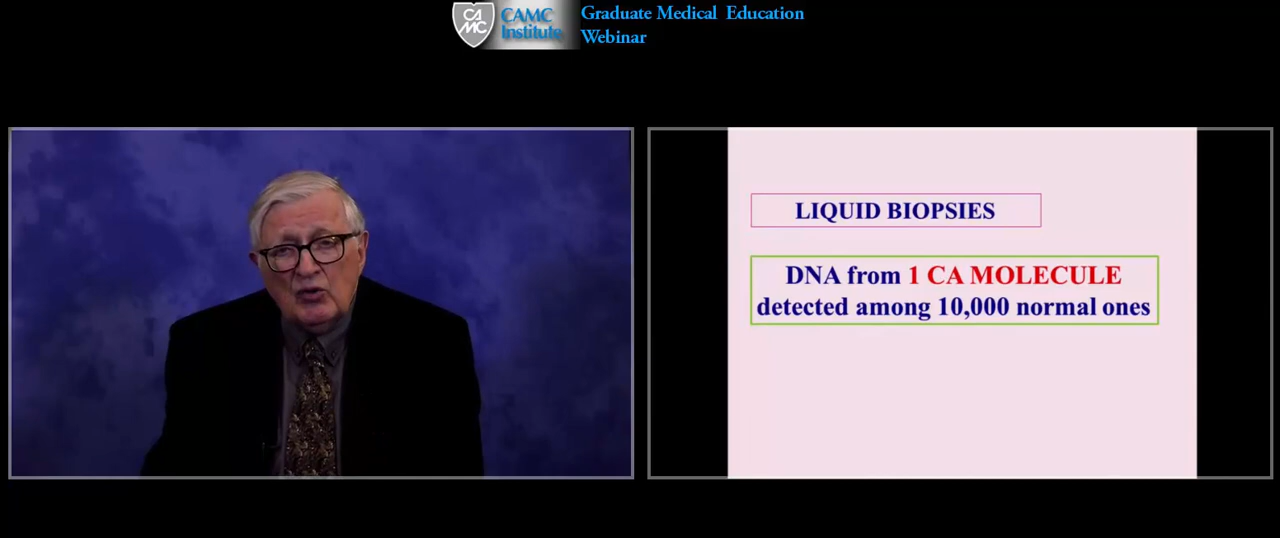 CAMC
CAMC
Institute
Graduate Medical Education
Webinar
LIQUID BIOPSIES
DNA from 1 CA MOLECULE
detected among 10,000 normal ones